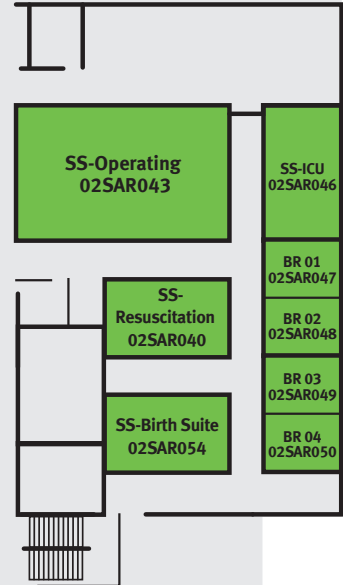 SS-Operating
02SAR043
SS-ICU
02SAR046
BR 01
02SAR047
BR 02
02SAR048
SS-
Resuscitation
02SAR040
BR 03
02SAR049
SS-Birth Suite
02SAR054
BR 04
02SAR050